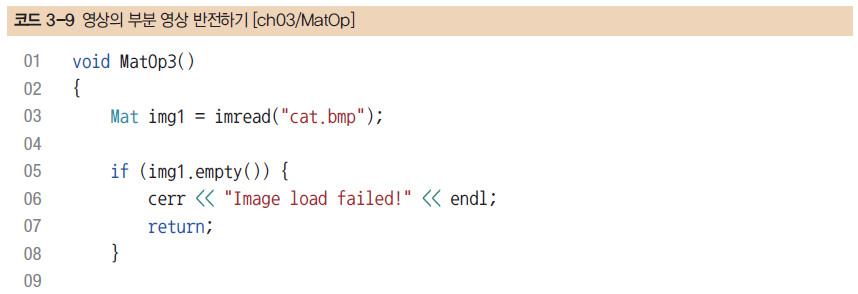 코드 3-9 영상의 부분 영상 반전하기 [ch03/MatOp]
01 void MatOp3()
02 {
03     Mat img1 = imread("cat.bmp");
04
05     if (img1.empty()) {
06         cerr << "Image load failed!" << endl;
07         return;
08     }
09